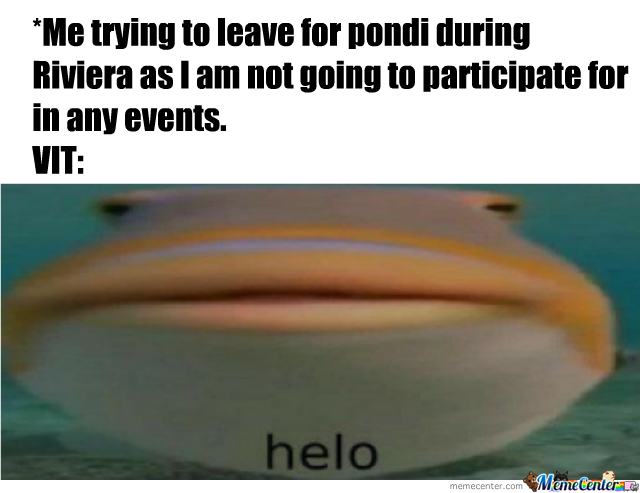 *Me trying to leave for pondi during
Riviera as I am not going to participate for
in any events.
VIT:
helo
memecenter.com MemeCenter